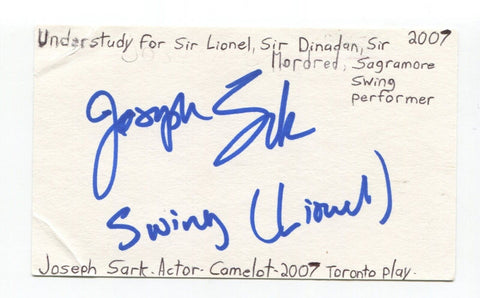 Understudy For Sir Lionel, Sir Dinadan, Sir 2007
Mordred, Sagramore
Swing
performer
Joseph Sark
Swing (Lionel)
Joseph Sark. Actor. Camelot-2007 Toronto Play.